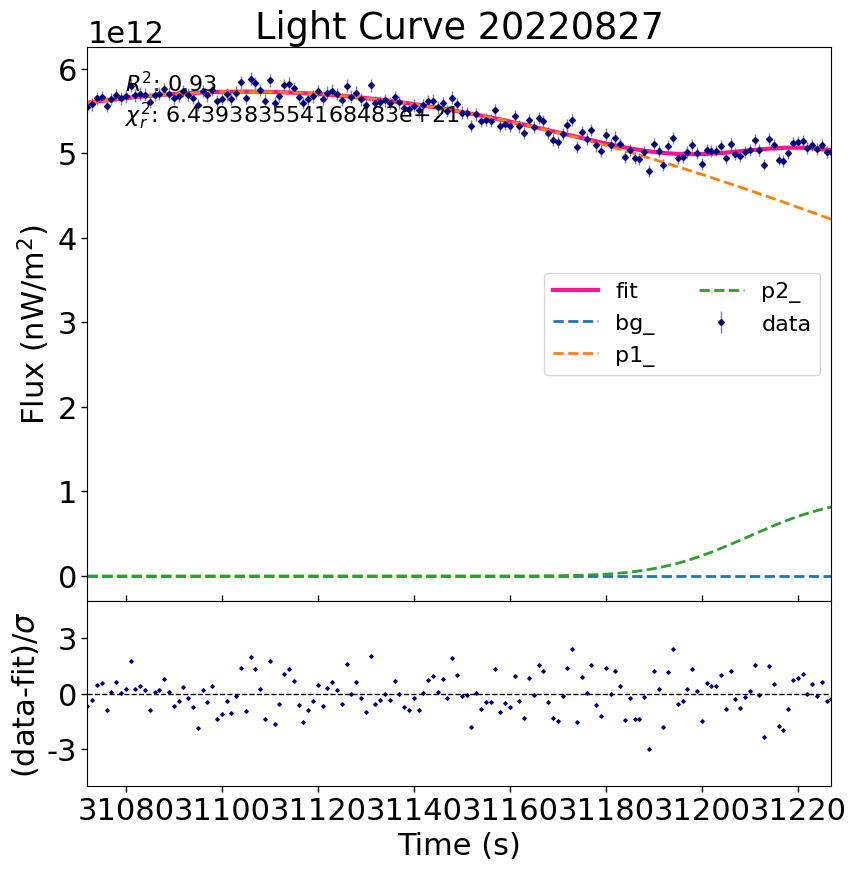 Light Curve 20220827
1e12
R²: 0.93
χ²ᵣ: 6.4393835541684483e+21
6
5
4
3
2
1
0
Flux (nW/m²)
fit
bg_
p1_
p2_
data
3
0
-3
(data-fit)/σ
31080 31100 31120 31140 31160 31180 31200 31220
Time (s)